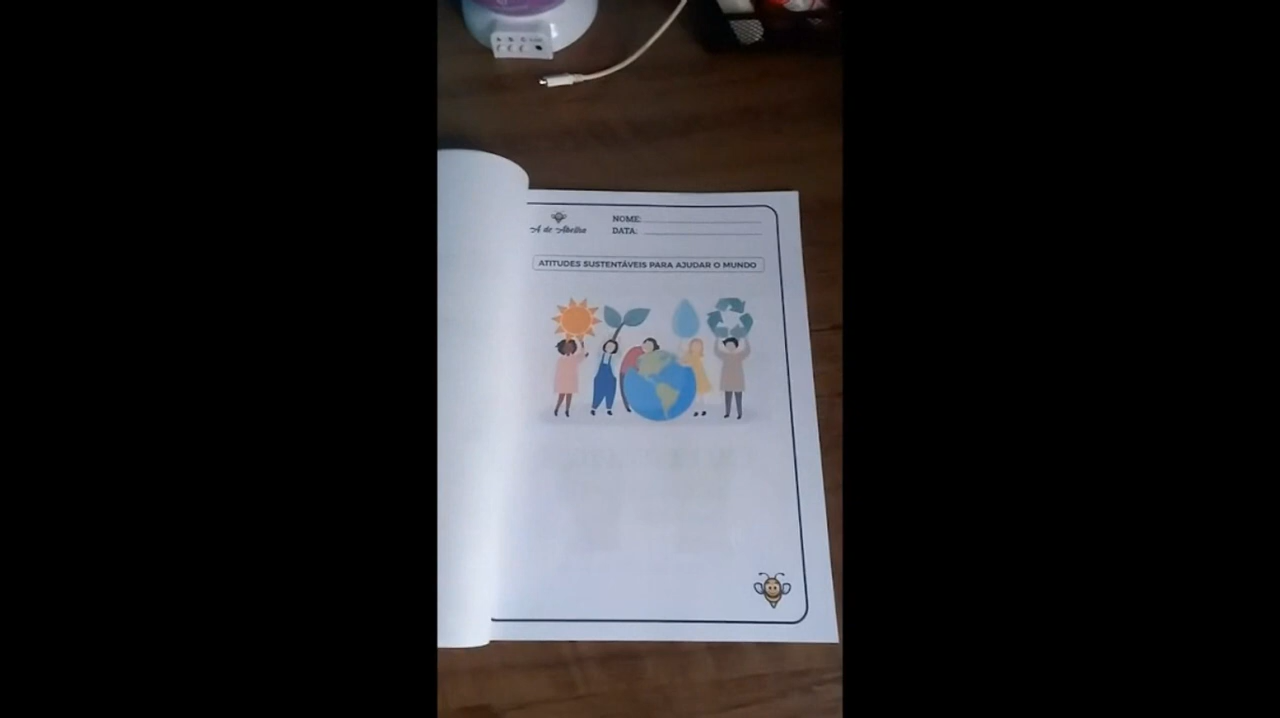 A de Abelha
NOME:
DATA:
ATITUDES SUSTENTÁVEIS PARA AJUDAR O MUNDO